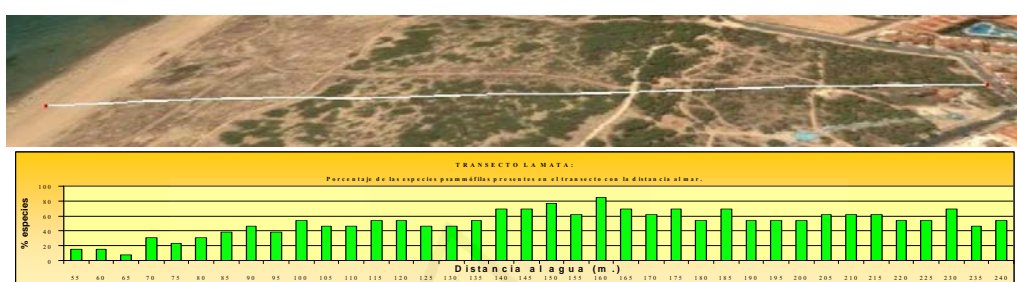 TRANSECTO LA MATA:
Porcentaje de las especies psammófilas presentes en el transecto con la distancia al mar.
% especies
100
80
60
40
20
0
Distancia al agua (m.)
55 60 65 70 75 80 85 90 95 100 105 110 115 120 125 130 135 140 145 150 155 160 165 170 175 180 185 190 195 200 205 210 215 220 225 230 235 240